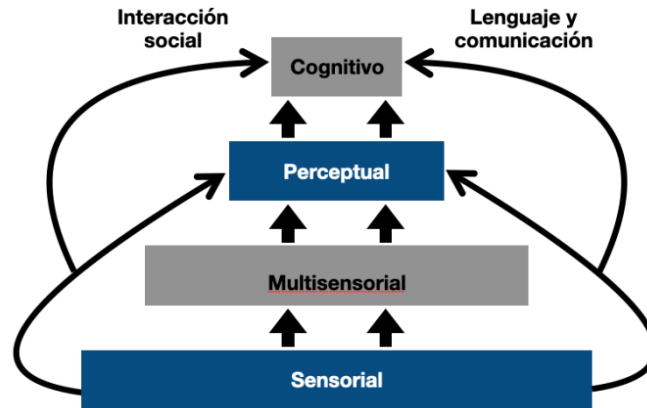 Interacción
social
Lenguaje y
comunicación
Cognitivo
Perceptual
Multisensorial
Sensorial